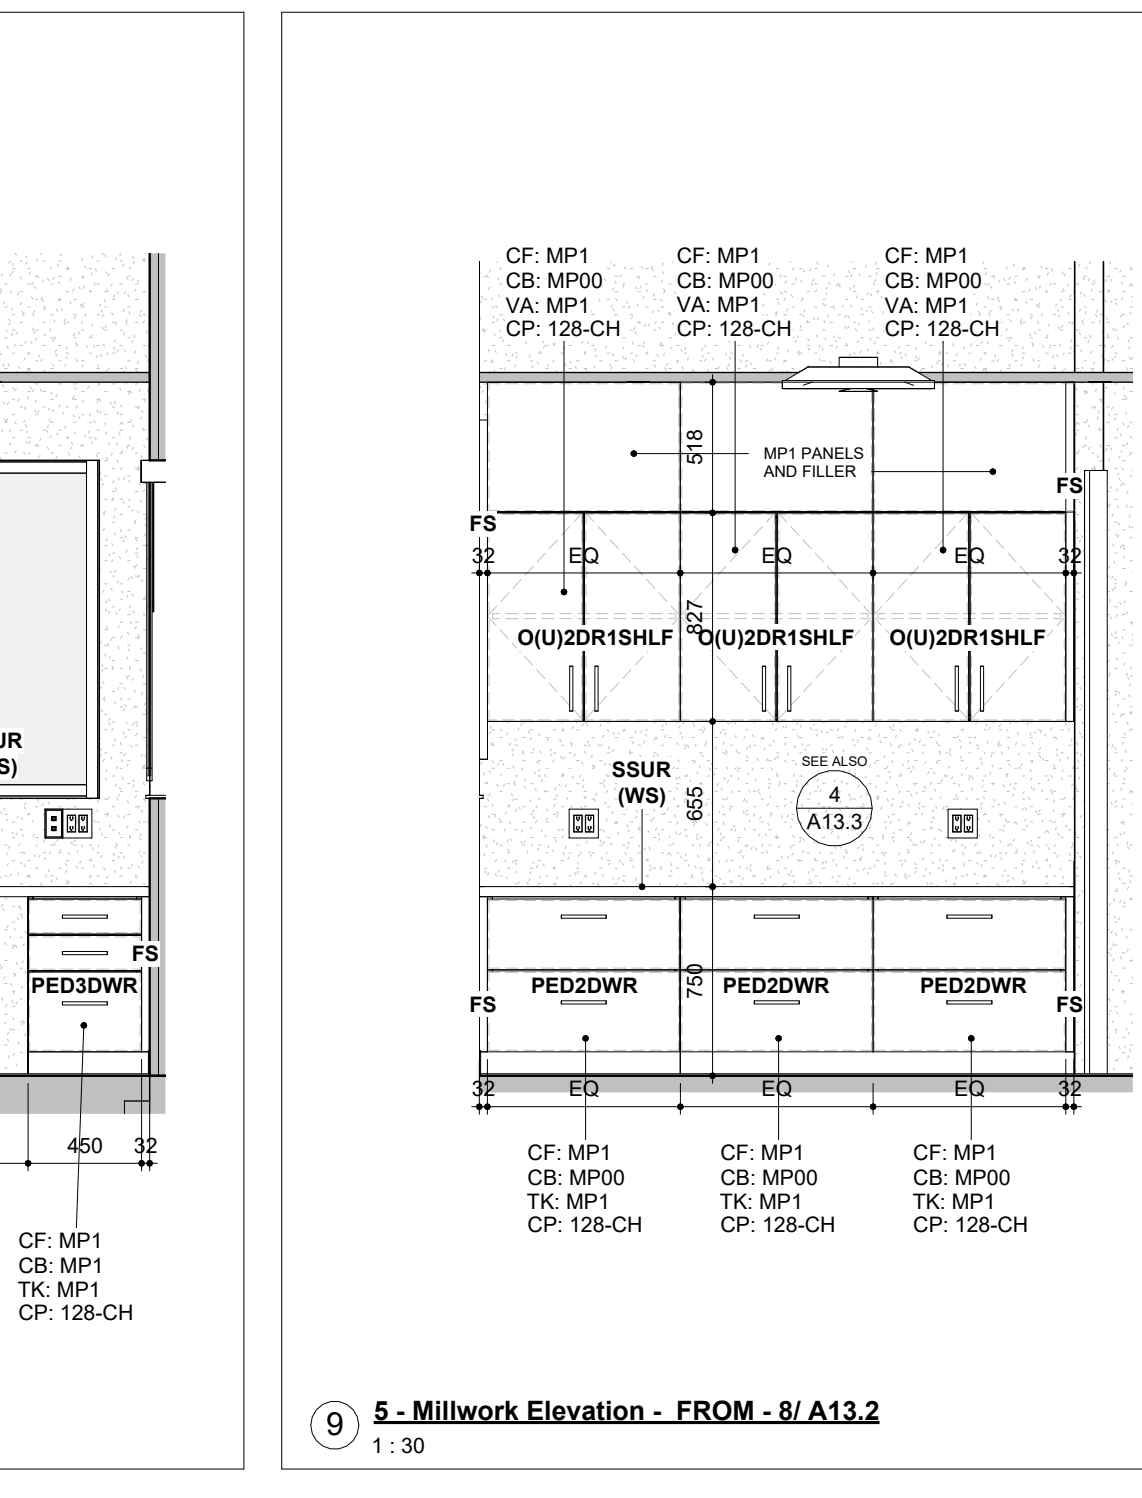 UR
S)
FS
PED3DWR
450
32
CF: MP1
CB: MP1
TK: MP1
CP: 128-CH
CF: MP1
CB: MP00
VA: MP1
CP: 128-CH
CF: MP1
CB: MP00
VA: MP1
CP: 128-CH
CF: MP1
CB: MP00
VA: MP1
CP: 128-CH
518
MP1 PANELS
AND FILLER
FS
FS
32
EQ
EQ
EQ
32
827
O(U)2DR1SHLF
O(U)2DR1SHLF
O(U)2DR1SHLF
SSUR
(WS)
655
SEE ALSO
4
A13.3
750
PED2DWR
PED2DWR
PED2DWR
FS
FS
32
EQ
EQ
EQ
32
CF: MP1
CB: MP00
TK: MP1
CP: 128-CH
CF: MP1
CB: MP00
TK: MP1
CP: 128-CH
CF: MP1
CB: MP00
TK: MP1
CP: 128-CH
9
5 - Millwork Elevation - FROM - 8/ A13.2
1 : 30